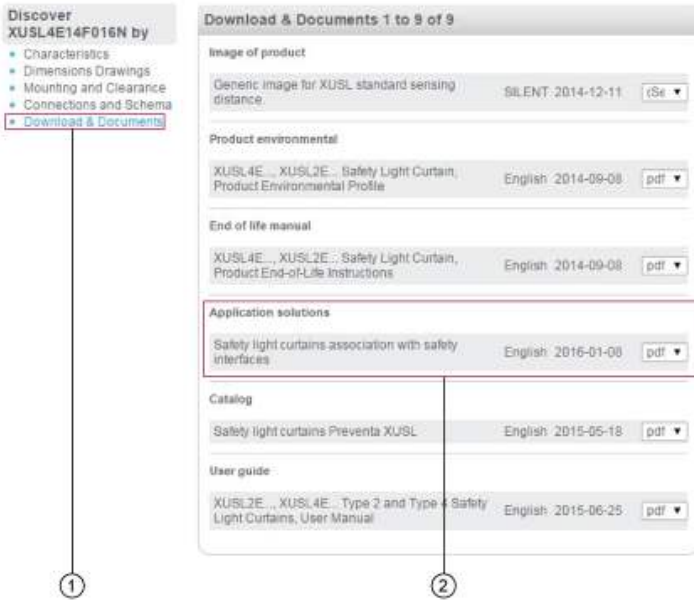 Discover
XUSL4E14F016N by
Characteristics
Dimensions Drawings
Mounting and Clearance
Connections and Schema
Download & Documents
Download & Documents 1 to 9 of 9
Image of product
Generic image for XUSL standard sensing
distance.
SILENT 2014-12-11
Product environmental
XUSL4E..., XUSL2E... Safety Light Curtain,
Product Environmental Profile
English 2014-09-08 pdf
End of life manual
XUSL4E..., XUSL2E... Safety Light Curtain,
Product End-of-Life Instructions
English 2014-09-08 pdf
Application solutions
Safety light curtains association with safety
interfaces
English 2016-01-08 pdf
Catalog
Safety light curtains Preventa XUSL
English 2015-05-18 pdf
User guide
XUSL2E..., XUSL4E... Type 2 and Type 4 Safety
Light Curtains, User Manual
English 2015-06-25 pdf
1
2